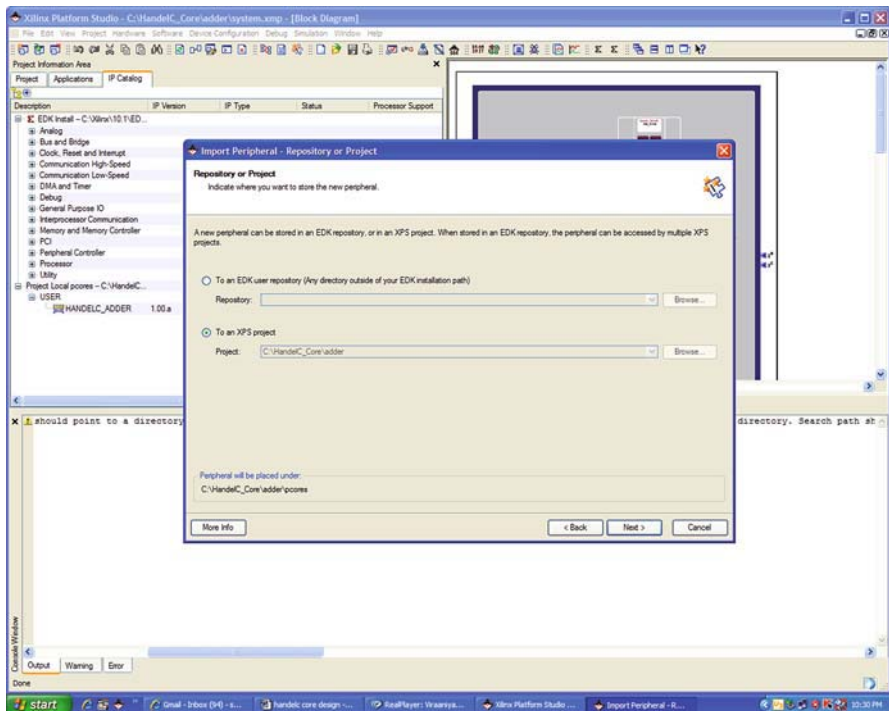 Xilinx Platform Studio - C:\HandelC_Core\adder\system.xmp - [Block Diagram]
File Edit View Project Hardware Software Device Configuration Debug Simulation Window Help
Project Information Area
Project Applications IP Catalog
Description IP Version IP Type Status Processor Support
EDK Install - C:\Xilinx\10.1\ED...
Analog
Bus and Bridge
Clock, Reset and Interrupt
Communication High-Speed
Communication Low-Speed
DMA and Timer
Debug
General Purpose IO
Interprocessor Communication
Memory and Memory Controller
PCI
Peripheral Controller
Processor
Utility
Project Local pcores - C:\HandelC...
USER
HANDELC_ADDER 1.00.a
Import Peripheral - Repository or Project
Repository or Project
Indicate where you want to store the new peripheral.
A new peripheral can be stored in an EDK repository, or in an XPS project. When stored in an EDK repository, the peripheral can be accessed by multiple XPS
projects.
To an EDK user repository (Any directory outside of your EDK installation path)
Repository: Browse...
To an XPS project
Project: C:\HandelC_Core\adder Browse...
Peripheral will be placed under:
C:\HandelC_Core\adder\pcores
More Info < Back Next > Cancel
should point to a directory
directory. Search path sh
Console Window
Output Warning Error
Done
start Gmail - Inbox (94) - s... handelc core design -... RealPlayer: Vraarsya... Xilinx Platform Studio ... Import Peripheral - R... 10:30 PM